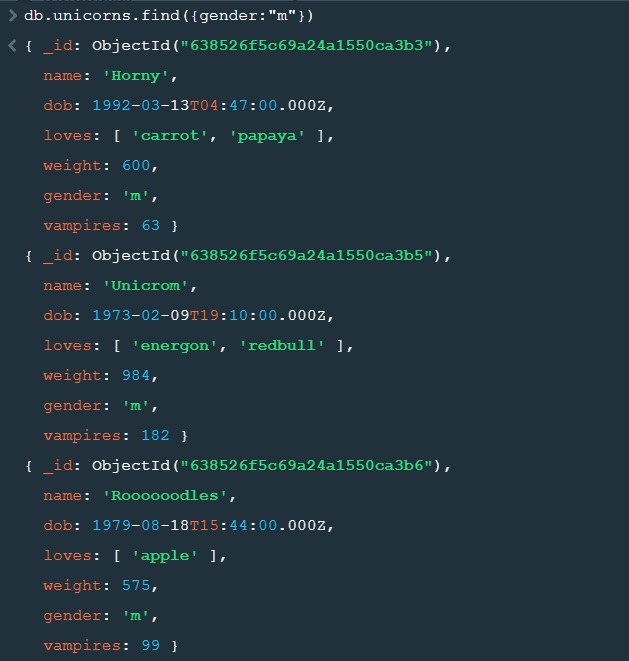 db.unicorns.find({gender:"m"})
{ _id: ObjectId("638526f5c69a24a1550ca3b3"),
name: 'Horny',
dob: 1992-03-13T04:47:00.000Z,
loves: [ 'carrot', 'papaya' ],
weight: 600,
gender: 'm',
vampires: 63 }
{ _id: ObjectId("638526f5c69a24a1550ca3b5"),
name: 'Unicrom',
dob: 1973-02-09T19:10:00.000Z,
loves: [ 'energon', 'redbull' ],
weight: 984,
gender: 'm',
vampires: 182 }
{ _id: ObjectId("638526f5c69a24a1550ca3b6"),
name: 'Roooooodles',
dob: 1979-08-18T15:44:00.000Z,
loves: [ 'apple' ],
weight: 575,
gender: 'm',
vampires: 99 }